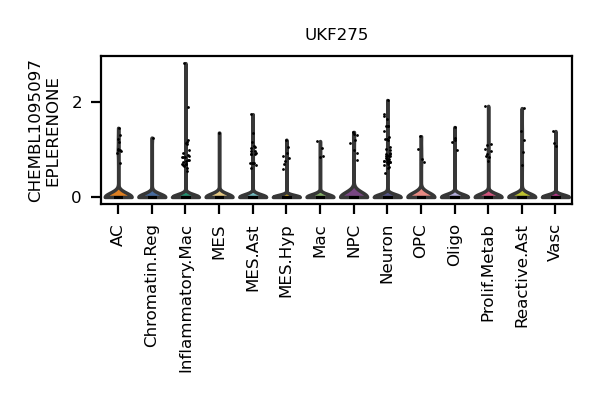 UKF275
CHEMBL1095097
EPLERENONE
2
0
AC
Chromatin.Reg
Inflammatory.Mac
MES
MES.Ast
MES.Hyp
Mac
NPC
Neuron
OPC
Oligo
Prolif.Metab
Reactive.Ast
Vasc